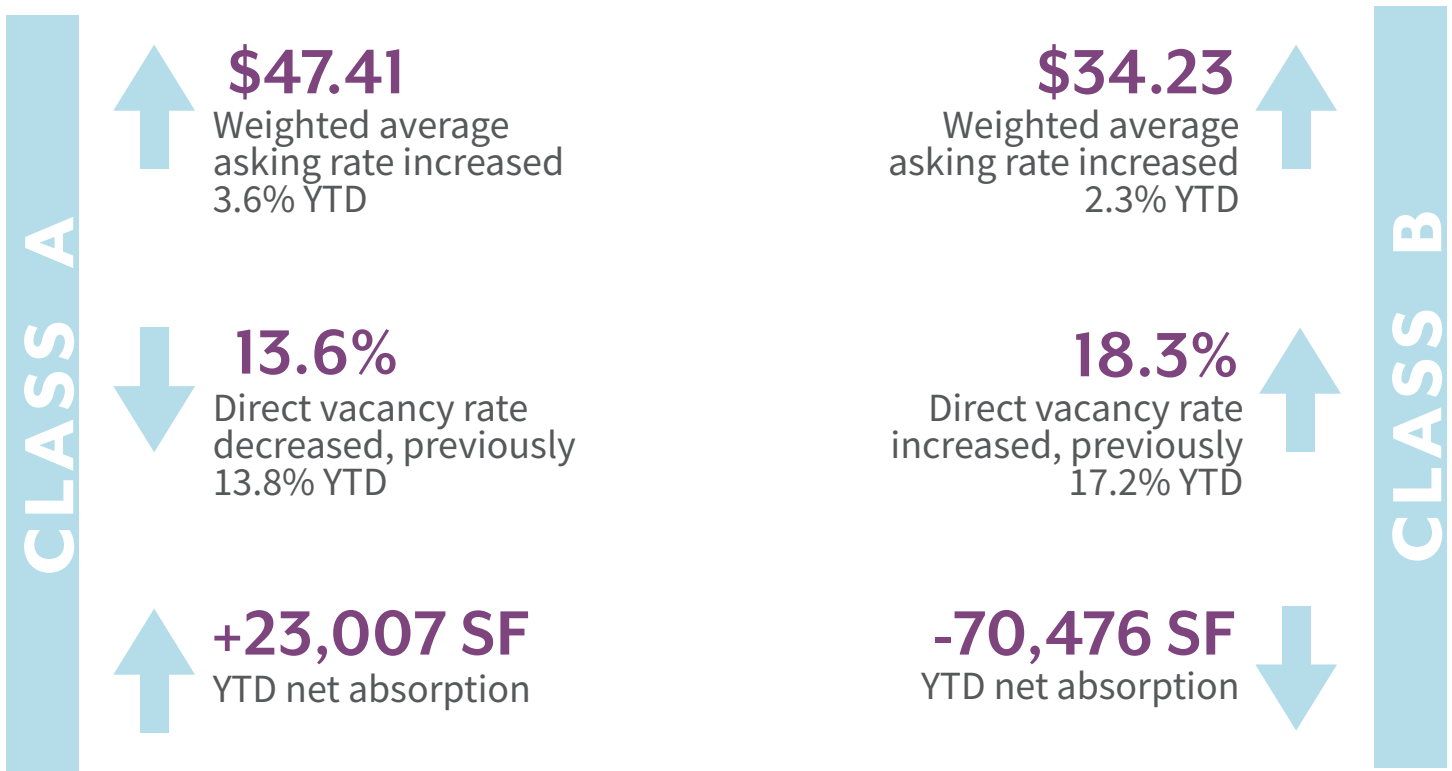 CLASS A
$47.41
Weighted average
asking rate increased
3.6% YTD
13.6%
Direct vacancy rate
decreased, previously
13.8% YTD
+23,007 SF
YTD net absorption
$34.23
Weighted average
asking rate increased
2.3% YTD
18.3%
Direct vacancy rate
increased, previously
17.2% YTD
-70,476 SF
YTD net absorption
CLASS B